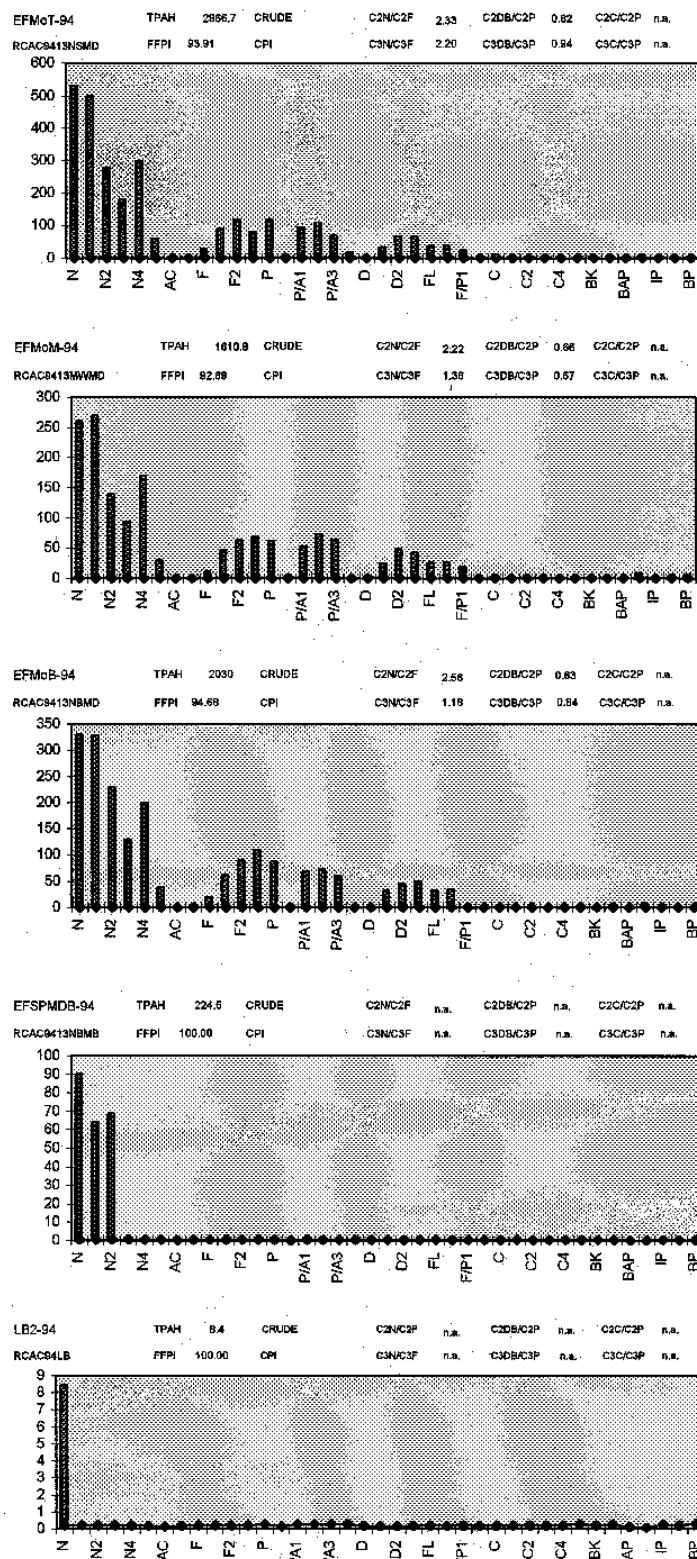 EFMoT-94 TPAH 2866.7 CRUDE C2N/C2F 2.33 C2DB/C2P 0.82 C2C/C2P n.a.
RCAC9413NSMD FFPI 93.91 CPI C3N/C3F 2.20 C3DB/C3P 0.94 C3C/C3P n.a.
600
500
400
300
200
100
0
N N2 N4 AC F F2 P P/A1 P/A3 D D2 FL F/P1 C C2 C4 BK BAP IP BP
EFMoM-94 TPAH 1610.9 CRUDE C2N/C2F 2.22 C2DB/C2P 0.66 C2C/C2P n.a.
RCAC9413MWMD FFPI 92.69 CPI C3N/C3F 1.36 C3DB/C3P 0.67 C3C/C3P n.a.
300
250
200
150
100
50
0
N N2 N4 AC F F2 P P/A1 P/A3 D D2 FL F/P1 C C2 C4 BK BAP IP BP
EFMoB-94 TPAH 2030 CRUDE C2N/C2F 2.56 C2DB/C2P 0.63 C2C/C2P n.a.
RCAC9413NBMD FFPI 94.68 CPI C3N/C3F 1.18 C3DB/C3P 0.84 C3C/C3P n.a.
350
300
250
200
150
100
50
0
N N2 N4 AC F F2 P P/A1 P/A3 D D2 FL F/P1 C C2 C4 BK BAP IP BP
EFSPMDB-94 TPAH 224.6 CRUDE C2N/C2F n.a. C2DB/C2P n.a. C2C/C2P n.a.
RCAC9413NBMB FFPI 100.00 CPI C3N/C3F n.a. C3DB/C3P n.a. C3C/C3P n.a.
100
90
80
70
60
50
40
30
20
10
0
N N2 N4 AC F F2 P P/A1 P/A3 D D2 FL F/P1 C C2 C4 BK BAP IP BP
LB2-94 TPAH 8.4 CRUDE C2N/C2F n.a. C2DB/C2P n.a. C2C/C2P n.a.
RCAC94LB FFPI 100.00 CPI C3N/C3F n.a. C3DB/C3P n.a. C3C/C3P n.a.
9
8
7
6
5
4
3
2
1
0
N N2 N4 AC F F2 P P/A1 P/A3 D D2 FL F/P1 C C2 C4 BK BAP IP BP